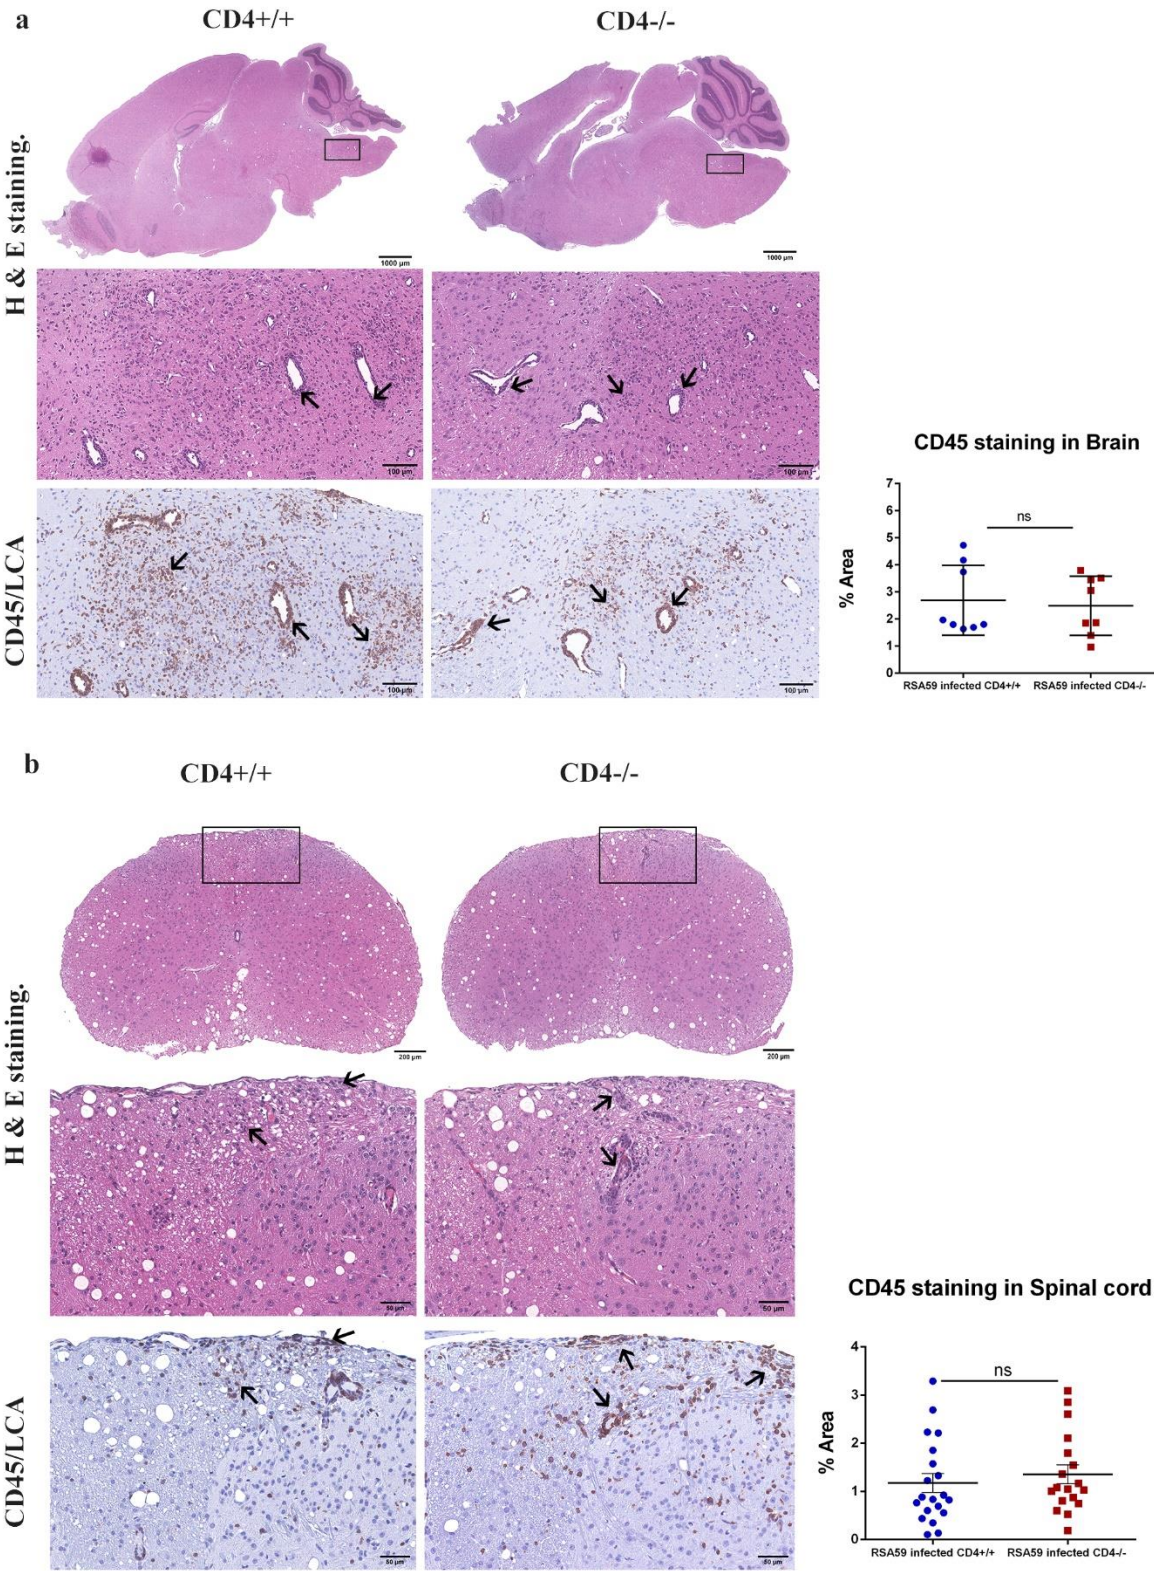 a
CD4+/+
CD4-/-
H & E staining.
1000 µm
1000 µm
100 µm
100 µm
CD45/LCA
100 µm
100 µm
CD45 staining in Brain
% Area
7
6
5
4
3
2
1
0
ns
RSA59 infected CD4+/+
RSA59 infected CD4-/-
b
CD4+/+
CD4-/-
H & E staining.
200 µm
200 µm
50 µm
50 µm
CD45/LCA
50 µm
50 µm
CD45 staining in Spinal cord
% Area
4
3
2
1
0
ns
RSA59 infected CD4+/+
RSA59 infected CD4-/-